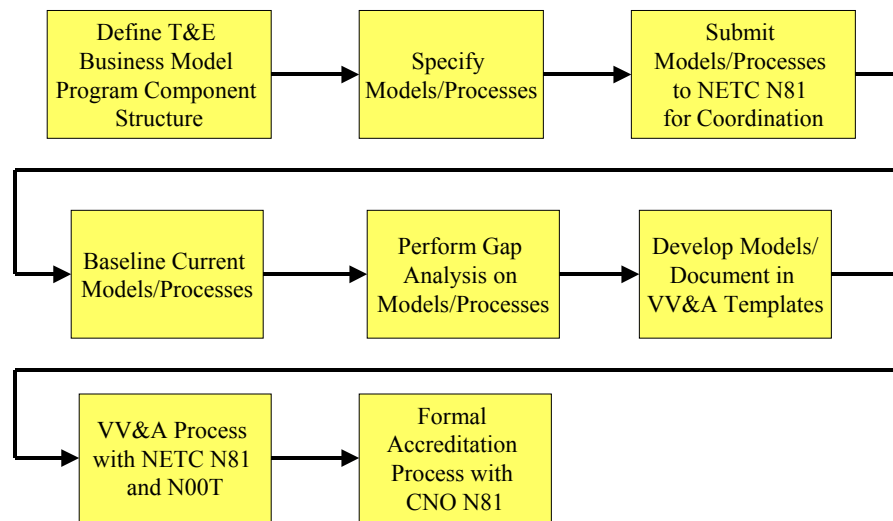 Define T&E
Business Model
Program Component
Structure
Specify
Models/Processes
Submit
Models/Processes
to NETC N81
for Coordination
Baseline Current
Models/Processes
Perform Gap
Analysis on
Models/Processes
Develop Models/
Document in
VV&A Templates
VV&A Process
with NETC N81
and N00T
Formal
Accreditation
Process with
CNO N81